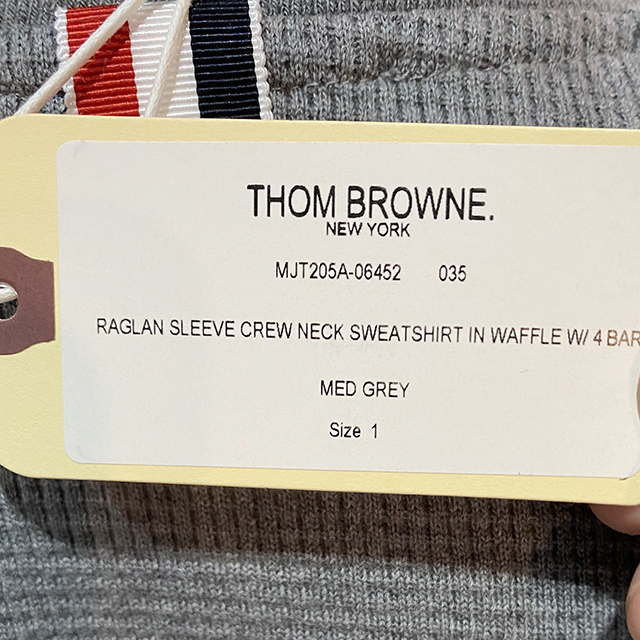 THOM BROWNE.
NEW YORK
MJT205A-06452 035
RAGLAN SLEEVE CREW NECK SWEATSHIRT IN WAFFLE W/ 4 BAR
MED GREY
Size 1